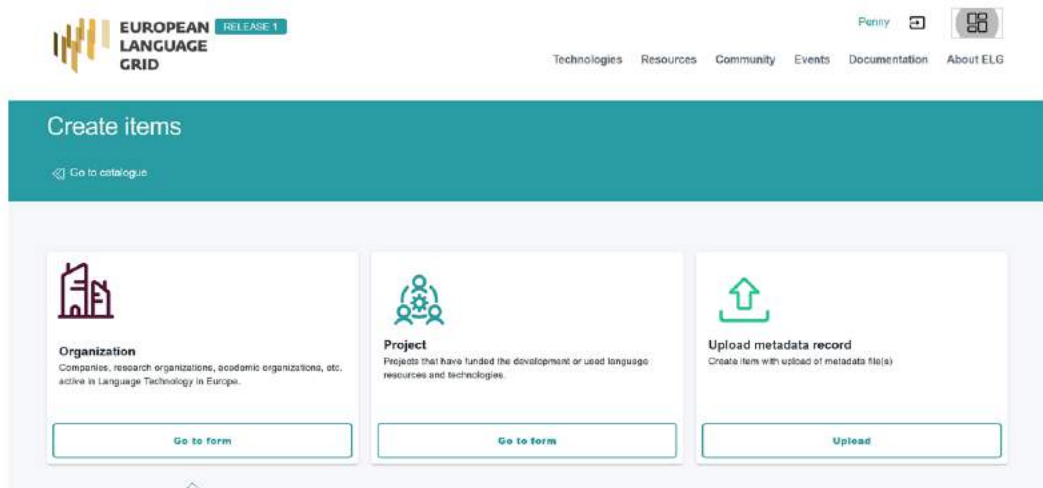 EUROPEAN RELEASE 1
LANGUAGE
GRID
Penny
Technologies Resources Community Events Documentation About ELG
Create items
Go to catalogue
Organization
Companies, research organizations, academic organizations, etc.
active in Language Technology in Europe.
Go to form
Project
Projects that have funded the development or used language
resources and technologies.
Go to form
Upload metadata record
Create item with upload of metadata file(s)
Upload